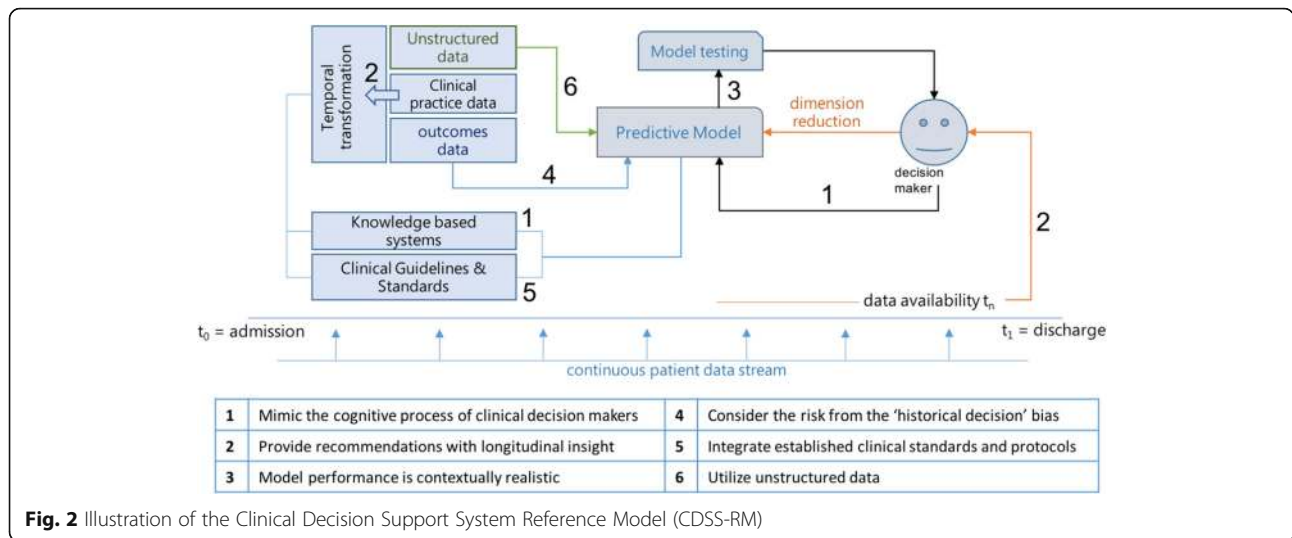 Temporal
transformation
2
Unstructured
data
Clinical
practice data
outcomes
data
6
4
Model testing
3
Predictive Model
dimension
reduction
decision
maker
1
2
Knowledge based
systems
1
Clinical Guidelines &
Standards
5
data availability tn
t0 = admission
t1 = discharge
continuous patient data stream
1 Mimic the cognitive process of clinical decision makers 4 Consider the risk from the ‘historical decision’ bias
2 Provide recommendations with longitudinal insight 5 Integrate established clinical standards and protocols
3 Model performance is contextually realistic 6 Utilize unstructured data
Fig. 2 Illustration of the Clinical Decision Support System Reference Model (CDSS-RM)